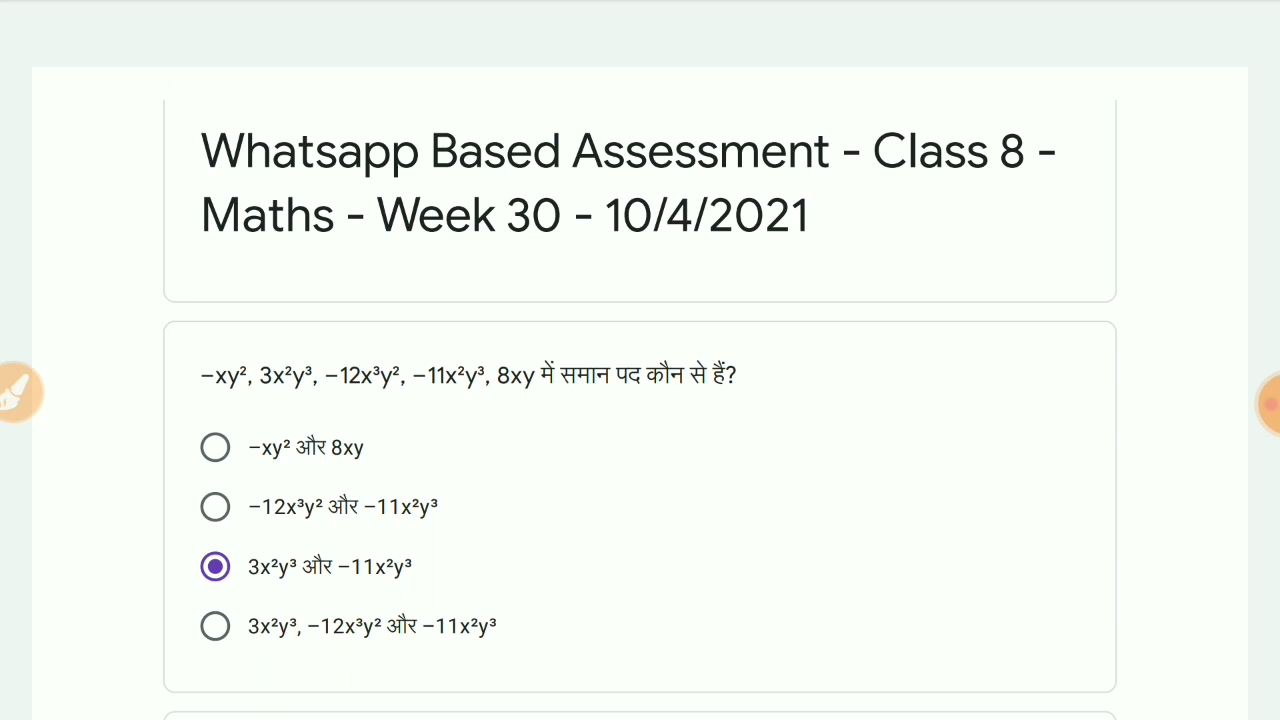 Whatsapp Based Assessment - Class 8 -
Maths - Week 30 - 10/4/2021
−xy², 3x²y³, −12x³y², −11x²y³, 8xy में समान पद कौन से हैं?
−xy² और 8xy
−12x³y² और −11x²y³
3x²y³ और −11x²y³
3x²y³, −12x³y² और −11x²y³